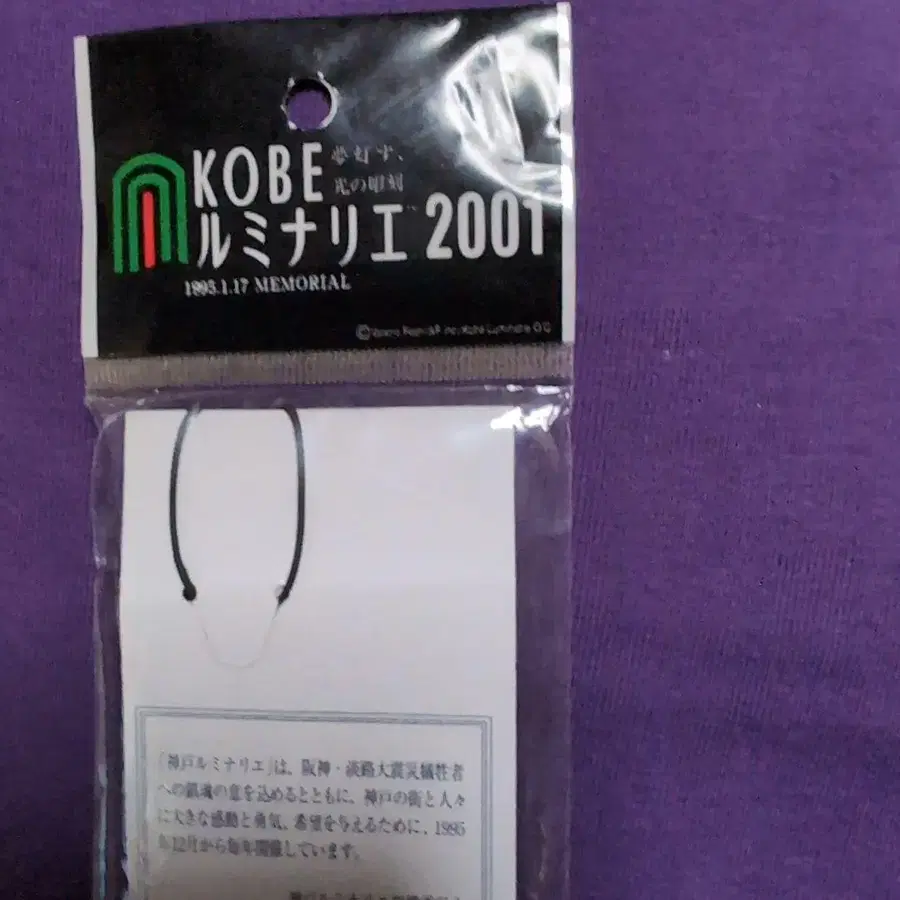 KOBE 夢灯す、
光の彫刻
ルミナリエ 2001
1995.1.17 MEMORIAL
「神戸ルミナリエ」は、阪神・淡路大震災犠牲者
への鎮魂の意を込めるとともに、神戸の街と人々
に大きな感動と勇気、希望を与えるために、1995
年12月から毎年開催しています。